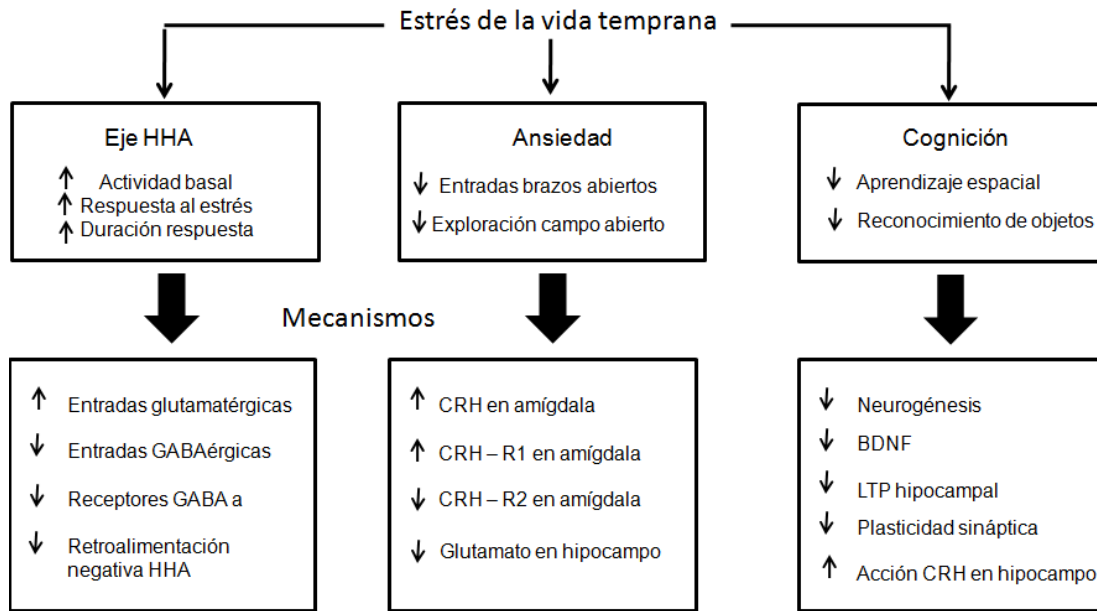 Estrés de la vida temprana
Eje HHA
↑ Actividad basal
↑ Respuesta al estrés
↑ Duración respuesta
Ansiedad
↓ Entradas brazos abiertos
↓ Exploración campo abierto
Cognición
↓ Aprendizaje espacial
↓ Reconocimiento de objetos
Mecanismos
↑ Entradas glutamatérgicas
↓ Entradas GABAérgicas
↓ Receptores GABA a
↓ Retroalimentación
negativa HHA
↑ CRH en amígdala
↑ CRH – R1 en amígdala
↓ CRH – R2 en amígdala
↓ Glutamato en hipocampo
↓ Neurogénesis
↓ BDNF
↓ LTP hipocampal
↓ Plasticidad sináptica
↑ Acción CRH en hipocampo